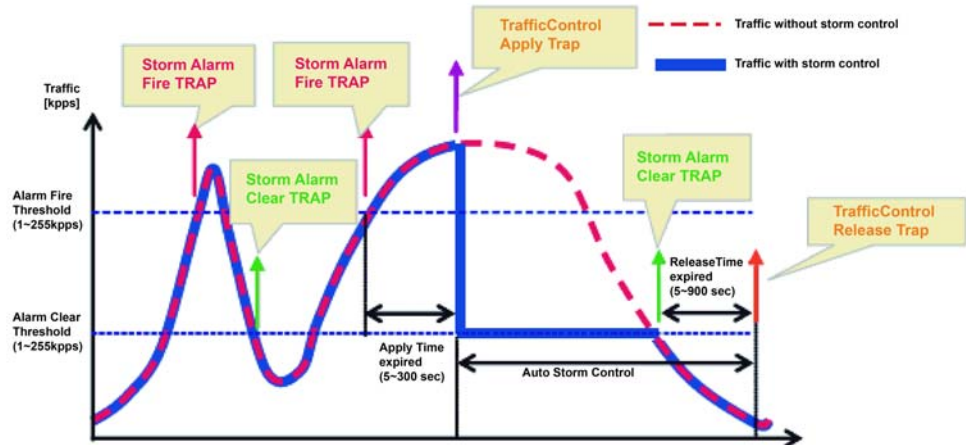 TrafficControl
Apply Trap
Traffic without storm control
Traffic with storm control
Storm Alarm
Fire TRAP
Storm Alarm
Fire TRAP
Traffic
[kpps]
Storm Alarm
Clear TRAP
Storm Alarm
Clear TRAP
Alarm Fire
Threshold
(1~255kpps)
TrafficControl
Release Trap
ReleaseTime
expired
(5~900 sec)
Alarm Clear
Threshold
(1~255kpps)
Apply Time
expired
(5~300 sec)
Auto Storm Control